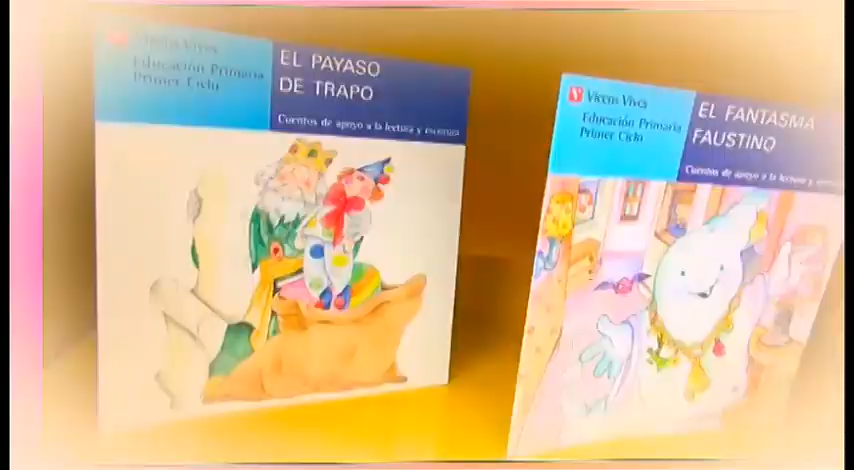 Vicens Vives
Educación Primaria
Primer Ciclo
EL PAYASO
DE TRAPO
Cuentos de apoyo a la lectura y escritura
Vicens Vives
Educación Primaria
Primer Ciclo
EL FANTASMA
FAUSTINO
Cuentos de apoyo a la lectura y